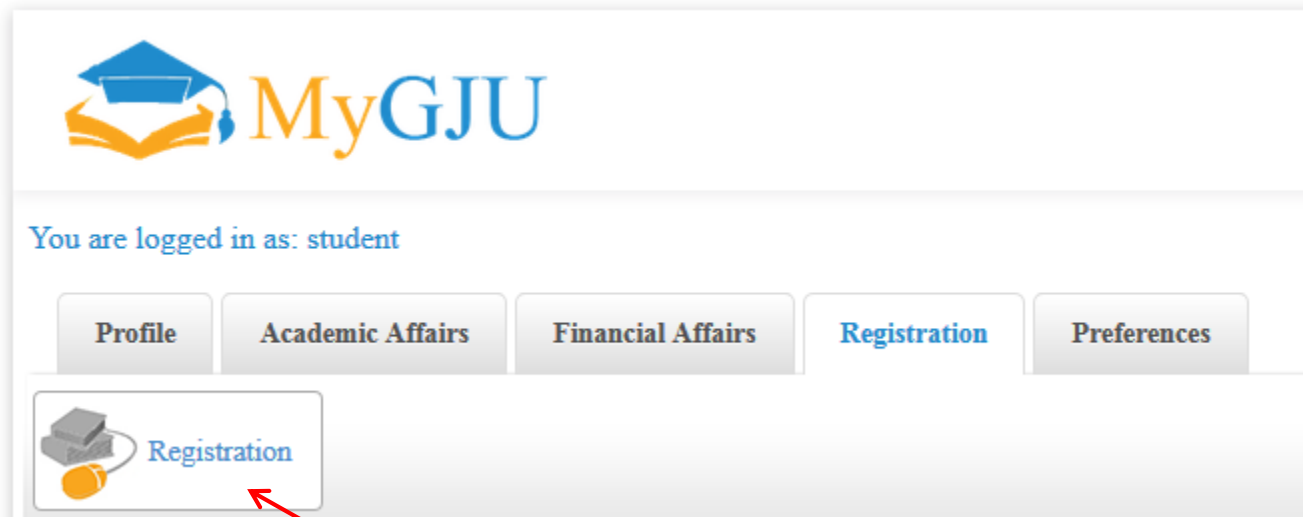 MyGJU
You are logged in as: student
Profile Academic Affairs Financial Affairs Registration Preferences
Registration